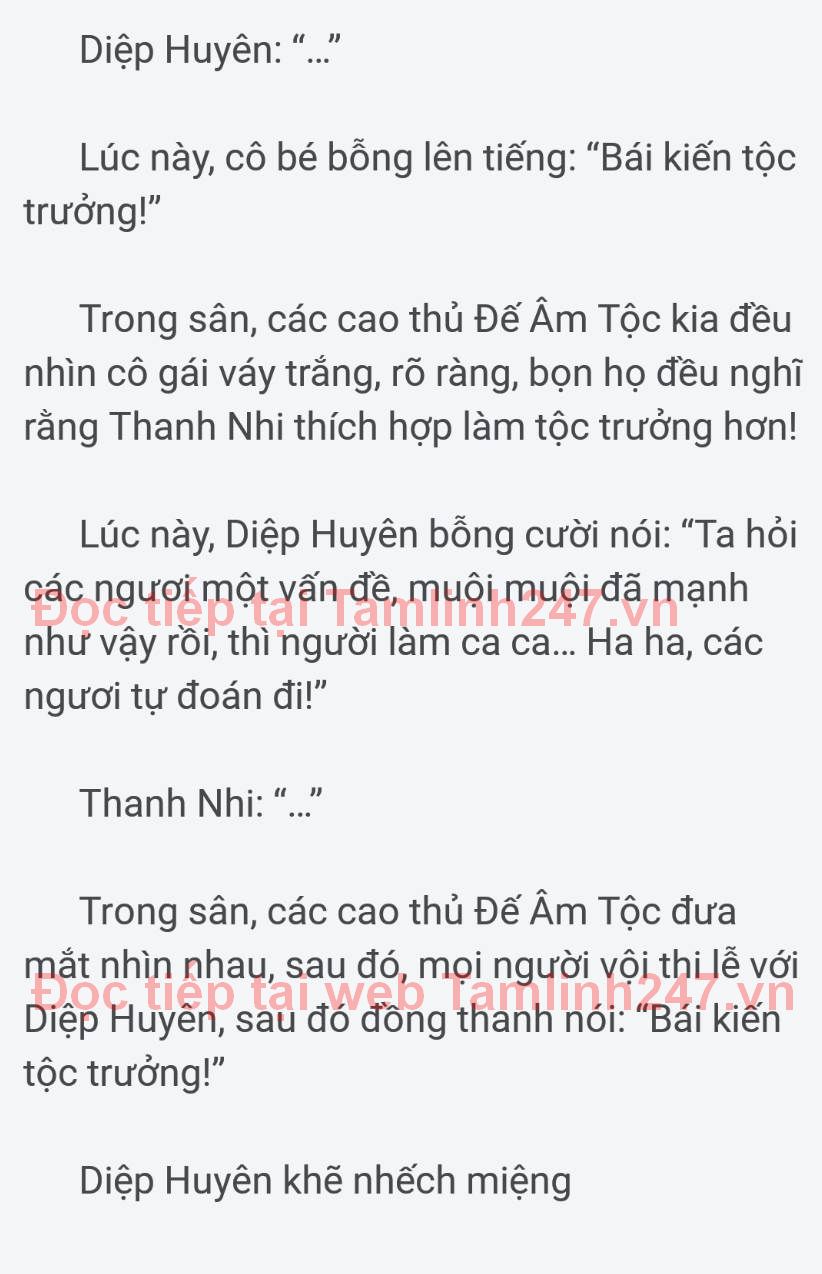 Diệp Huyên: “...”
Lúc này, cô bé bỗng lên tiếng: “Bái kiến tộc
trưởng!”
Trong sân, các cao thủ Đế Âm Tộc kia đều
nhìn cô gái váy trắng, rõ ràng, bọn họ đều nghĩ
rằng Thanh Nhi thích hợp làm tộc trưởng hơn!
Lúc này, Diệp Huyên bỗng cười nói: “Ta hỏi
các ngươi một vấn đề, muội muội đã mạnh
Đọc tiếp tại Tamlinh247.vn
như vậy rồi, thì người làm ca ca... Ha ha, các
ngươi tự đoán đi!”
Thanh Nhi: “...”
Trong sân, các cao thủ Đế Âm Tộc đưa
mắt nhìn nhau, sau đó, mọi người vội thi lễ với
Đọc tiếp tại web Tamlinh247.vn
Diệp Huyên, sau đó đồng thanh nói: “Bái kiến
tộc trưởng!”
Diệp Huyên khẽ nhếch miệng